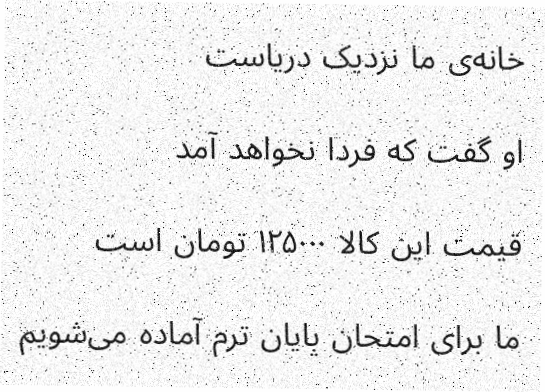 خانه‌ی ما نزدیک دریاست
او گفت که فردا نخواهد آمد
قیمت این کالا ۱۲۵۰۰۰ تومان است
ما برای امتحان پایان ترم آماده می‌شویم